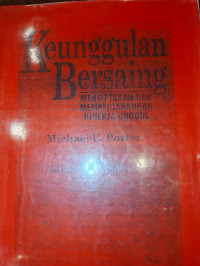 Keunggulan
Bersaing
MENCIPTAKAN DAN
MEMPERTAHANKAN
KINERJA UNGGUL
Michael E. Porter